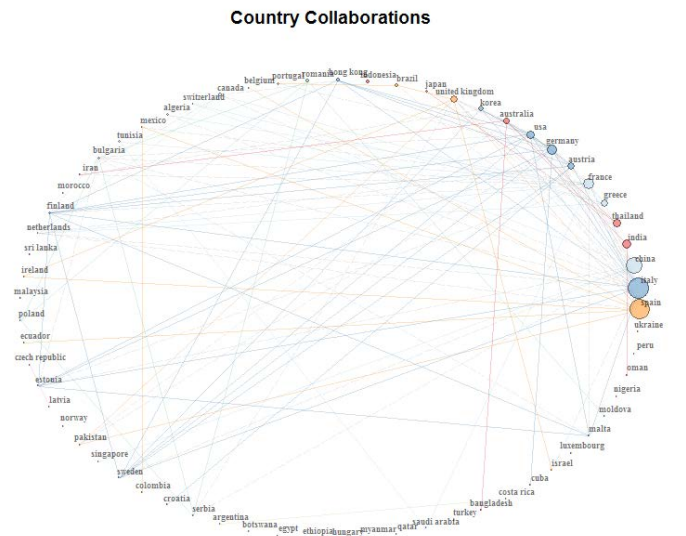 Country Collaborations
hong kong
indonesia
brazil
japan
united kingdom
korea
australia
usa
germany
austria
france
greece
thailand
india
china
italy
spain
ukraine
peru
oman
nigeria
moldova
malta
luxembourg
israel
cuba
costa rica
bangladesh
turkey
saudi arabia
qatar
myanmar
hungary
ethiopia
egypt
botswana
argentina
serbia
croatia
colombia
sweden
singapore
pakistan
norway
latvia
estonia
czech republic
ecuador
poland
malaysia
ireland
sri lanka
netherlands
finland
morocco
iran
bulgaria
tunisia
mexico
algeria
switzerland
canada
belgium
portugal
romania